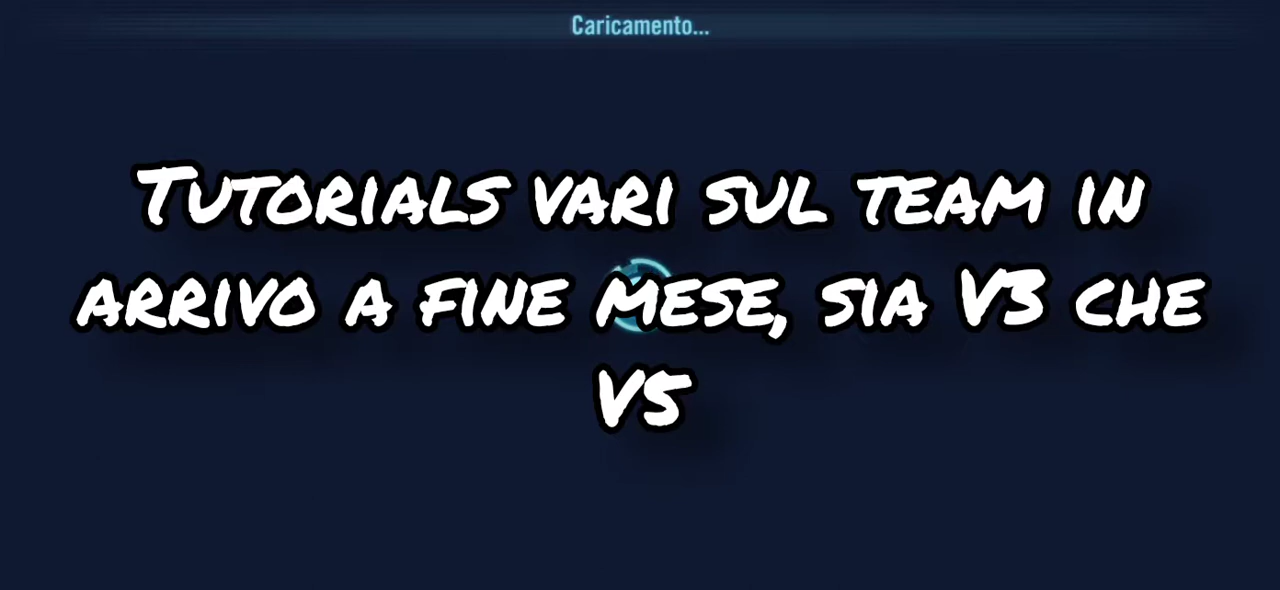 Caricamento...
Tutorials vari sul team in
arrivo a fine mese, sia V3 che
v5